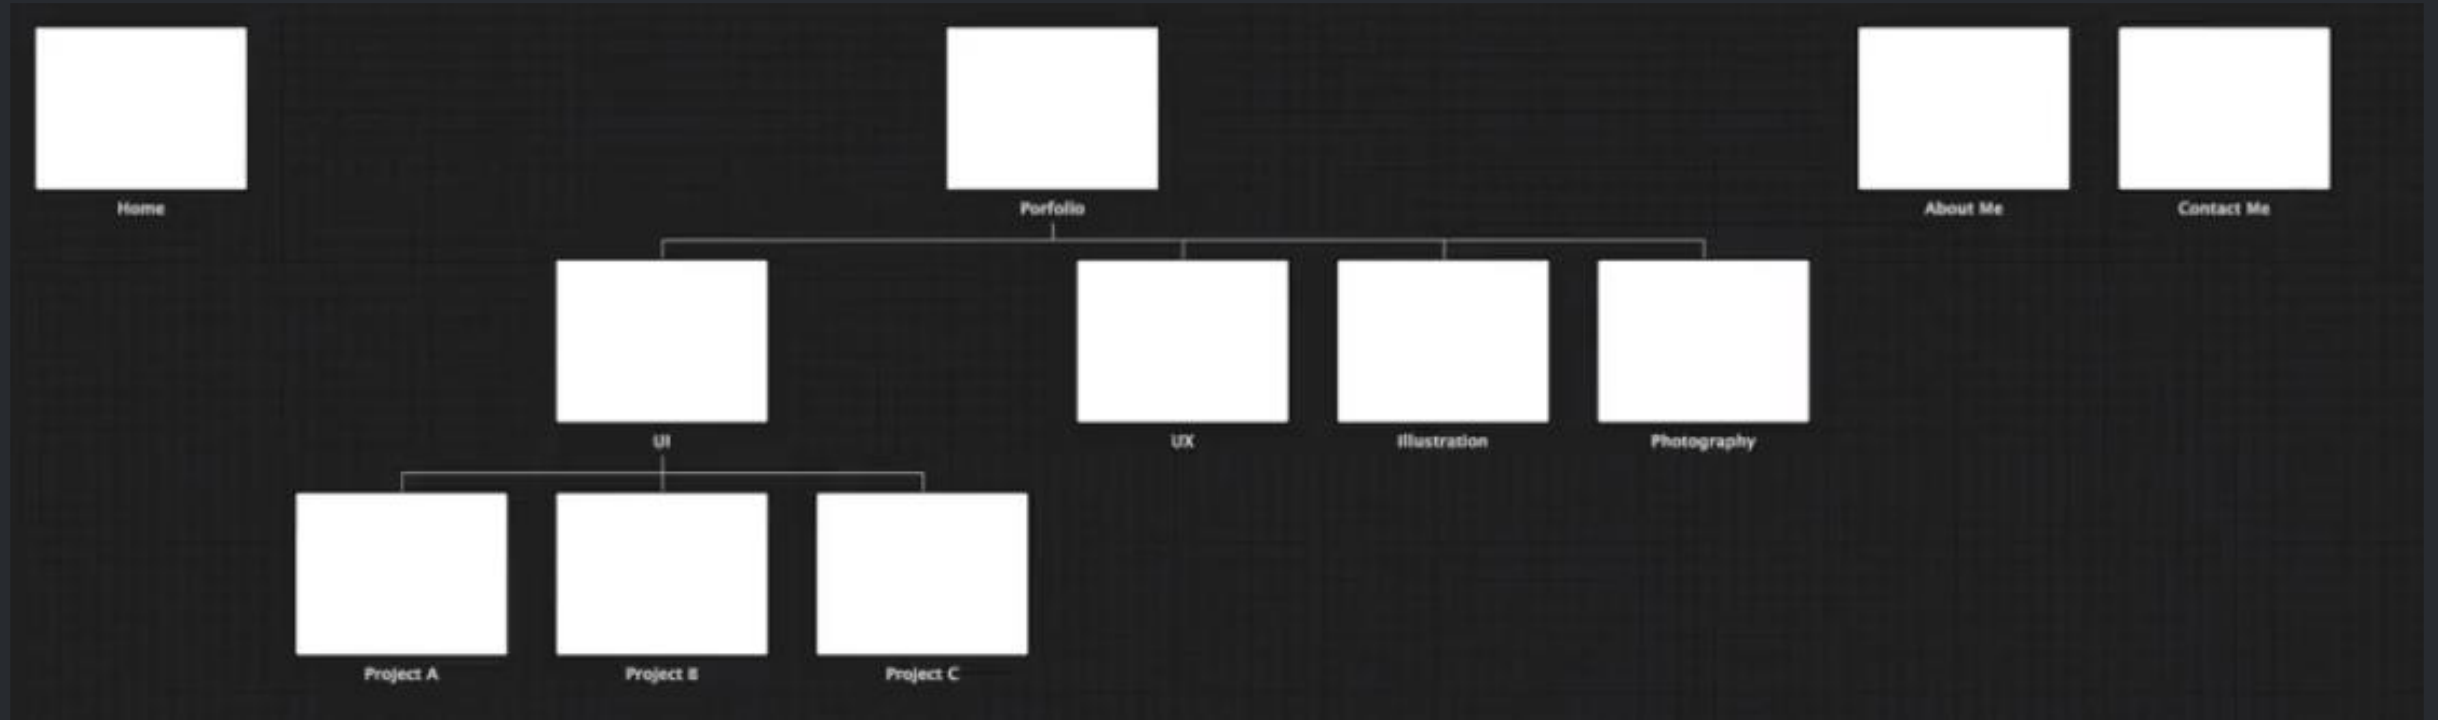 Home
Porfolio
About Me
Contact Me
UI
UX
Illustration
Photography
Project A
Project B
Project C